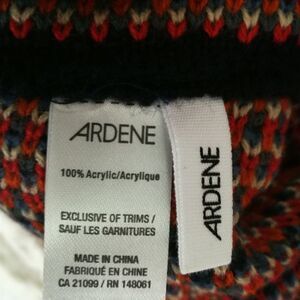 ARDENE
100% Acrylic/Acrylique
EXCLUSIVE OF TRIMS /
SAUF LES GARNITURES
MADE IN CHINA
FABRIQUÉ EN CHINE
CA 21099 / RN 148061
ARDENE